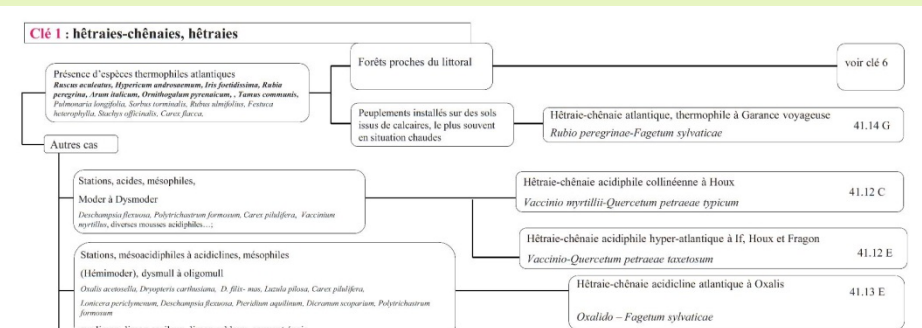 Clé 1 : hêtraies-chênaies, hêtraies
Présence d'espèces thermophiles atlantiques
Ruscus aculeatus, Hypericum androsaemum, Iris foetidissima, Rubia
peregrina, Arum italicum, Ornithogalum pyrenaicum, , Tamus communis,
Pulmonaria longifolia, Sorbus torminalis, Rubus ulmifolius, Festuca
heterophylla, Stachys officinalis, Carex flacca,
Forêts proches du littoral
voir clé 6
Peuplements installés sur des sols
issus de calcaires, le plus souvent
en situation chaudes
Hêtraie-chênaie atlantique, thermophile à Garance voyageuse
Rubio peregrinae-Fagetum sylvaticae
41.14 G
Autres cas
Stations, acides, mésophiles,
Moder à Dysmoder
Deschampsia flexuosa, Polytrichastrum formosum, Carex pilulifera, Vaccinium
myrtillus, diverses mousses acidiphiles…;
Hêtraie-chênaie acidiphile collinéenne à Houx
Vaccinio myrtillii-Quercetum petraeae typicum
41.12 C
Hêtraie-chênaie acidiphile hyper-atlantique à If, Houx et Fragon
Vaccinio-Quercetum petraeae taxetosum
41.12 E
Stations, mésoacidiphiles à acidiclines, mésophiles
(Hémimoder), dysmull à oligomull
Oxalis acetosella, Dryopteris carthusiana, D. filis- mas, Luzula pilosa, Carex pilulifera,
Lonicera periclymenum, Deschampsia flexuosa, Pteridium aquilinum, Dicranum scoparium, Polytrichastrum
formosum
Hêtraie-chênaie acidicline atlantique à Oxalis
Oxalido – Fagetum sylvaticae
41.13 E